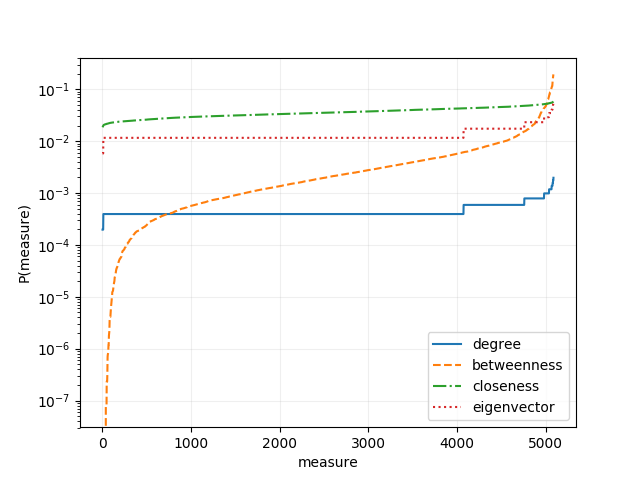 P(measure)
10⁻¹
10⁻²
10⁻³
10⁻⁴
10⁻⁵
10⁻⁶
10⁻⁷
degree
betweenness
closeness
eigenvector
0 1000 2000 3000 4000 5000
measure